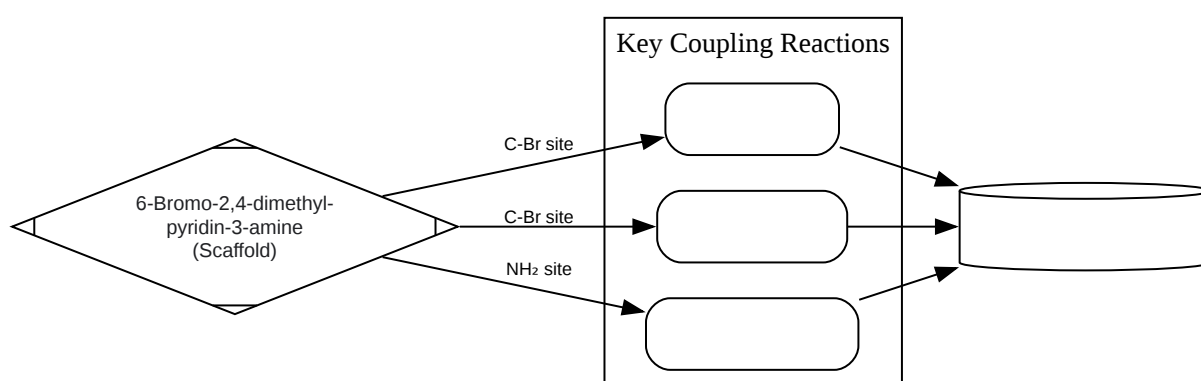 Key Coupling Reactions
C-Br site
6-Bromo-2,4-dimethyl-
pyridin-3-amine
(Scaffold)
C-Br site
NH₂ site